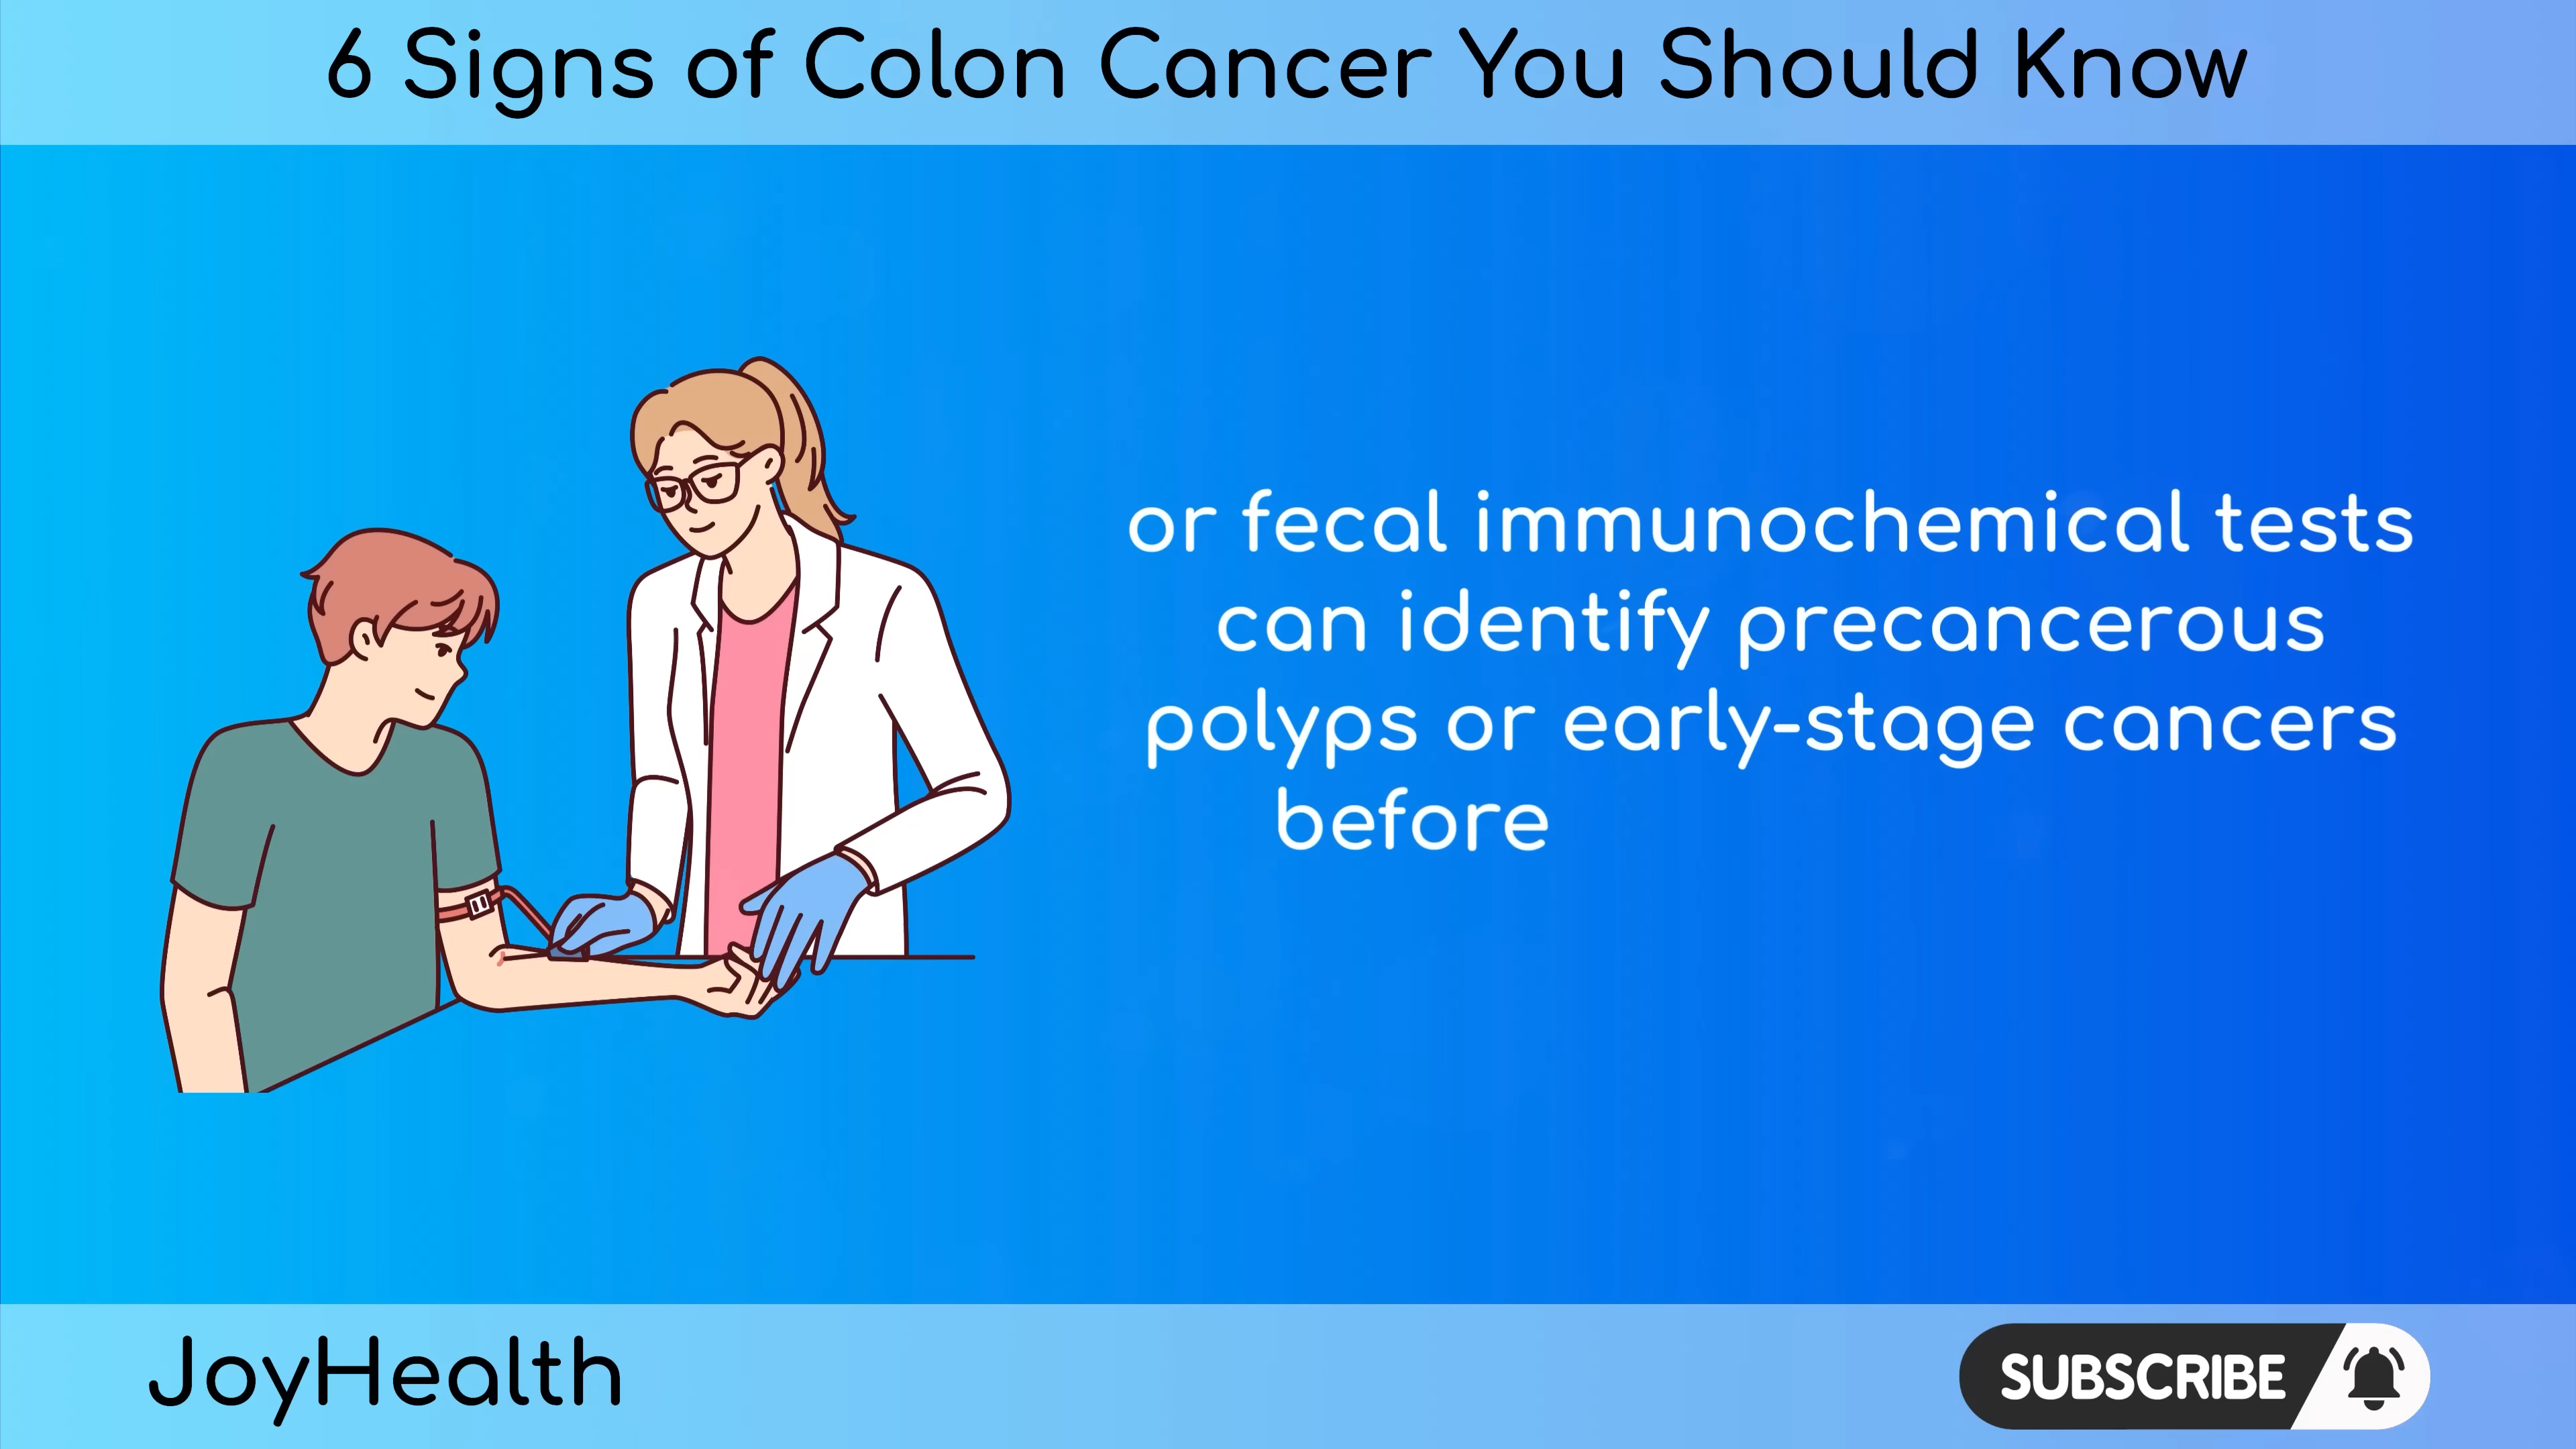 6 Signs of Colon Cancer You Should Know
or fecal immunochemical tests
can identify precancerous
polyps or early-stage cancers
before
JoyHealth
SUBSCRIBE